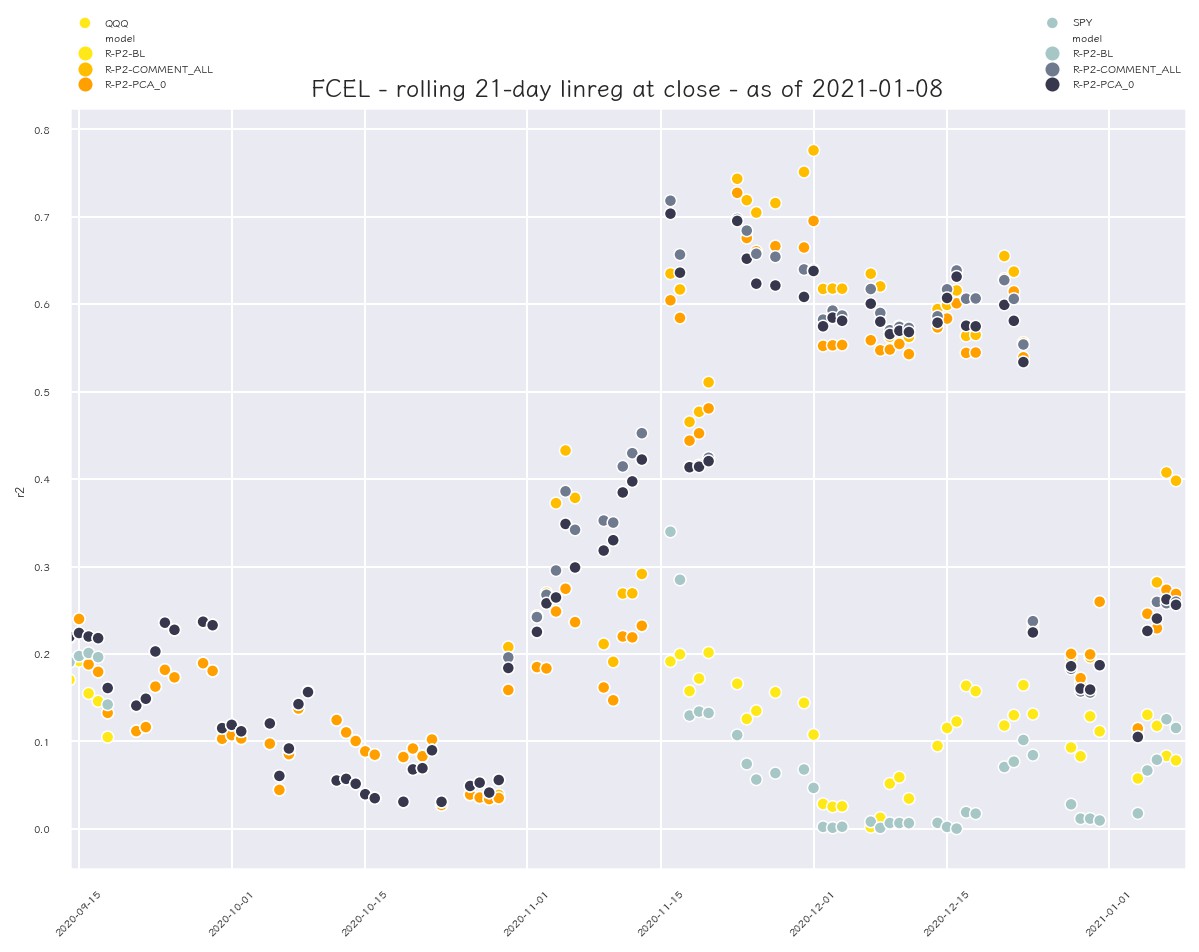 QQQ
model
R-P2-BL
R-P2-COMMENT_ALL
R-P2-PCA_0
SPY
model
R-P2-BL
R-P2-COMMENT_ALL
R-P2-PCA_0
FCEL - rolling 21-day linreg at close - as of 2021-01-08
0.8
0.7
0.6
0.5
0.4
0.3
0.2
0.1
0.0
r2
2020-09-15
2020-10-01
2020-10-15
2020-11-01
2020-11-15
2020-12-01
2020-12-15
2021-01-01